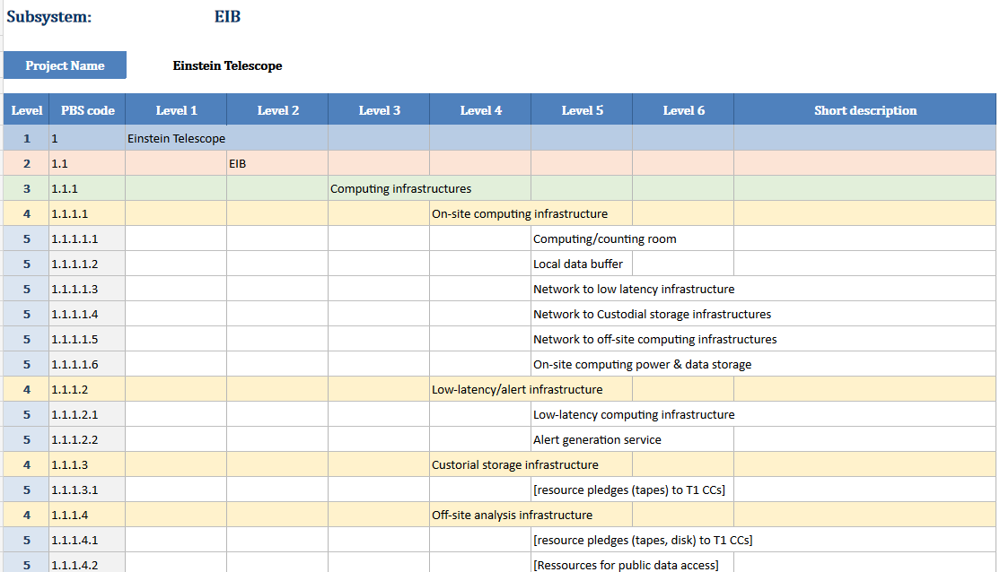 Subsystem: EIB
Project Name Einstein Telescope
Level PBS code Level 1 Level 2 Level 3 Level 4 Level 5 Level 6 Short description
1 1 Einstein Telescope
2 1.1 EIB
3 1.1.1 Computing infrastructures
4 1.1.1.1 On-site computing infrastructure
5 1.1.1.1.1 Computing/counting room
5 1.1.1.1.2 Local data buffer
5 1.1.1.1.3 Network to low latency infrastructure
5 1.1.1.1.4 Network to Custodial storage infrastructures
5 1.1.1.1.5 Network to off-site computing infrastructures
5 1.1.1.1.6 On-site computing power & data storage
4 1.1.1.2 Low-latency/alert infrastructure
5 1.1.1.2.1 Low-latency computing infrastructure
5 1.1.1.2.2 Alert generation service
4 1.1.1.3 Custorial storage infrastructure
5 1.1.1.3.1 [resource pledges (tapes) to T1 CCs]
4 1.1.1.4 Off-site analysis infrastructure
5 1.1.1.4.1 [resource pledges (tapes, disk) to T1 CCs]
5 1.1.1.4.2 [Ressources for public data access]